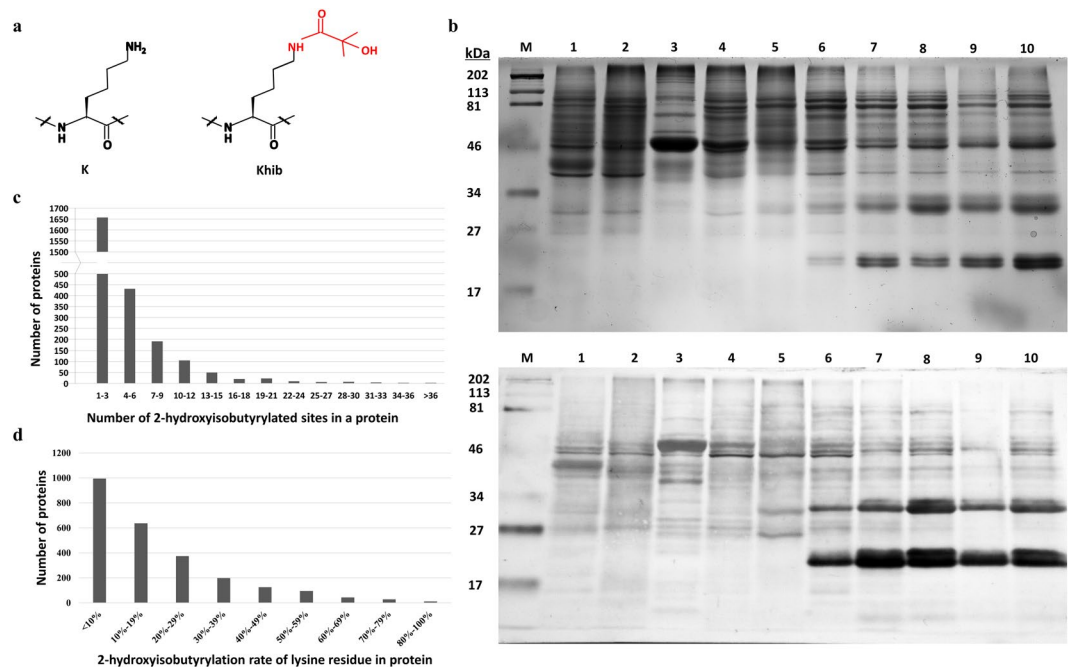 a
NH₂
N
H
O
K
NH
O
OH
N
H
O
Khib
b
kDa
M 1 2 3 4 5 6 7 8 9 10
202
113
81
46
34
27
17
M 1 2 3 4 5 6 7 8 9 10
202
113
81
46
34
27
17
c
Number of proteins
1700
1650
1600
1550
1500
500
450
400
350
300
250
200
150
100
50
0
1-3 4-6 7-9 10-12 13-15 16-18 19-21 22-24 25-27 28-30 31-33 34-36 >36
Number of 2-hydroxyisobutyrylated sites in a protein
d
Number of proteins
1200
1000
800
600
400
200
0
<10% 10%-19% 20%-29% 30%-39% 40%-49% 50%-59% 60%-69% 70%-79% 80%-100%
2-hydroxyisobutyrylation rate of lysine residue in protein